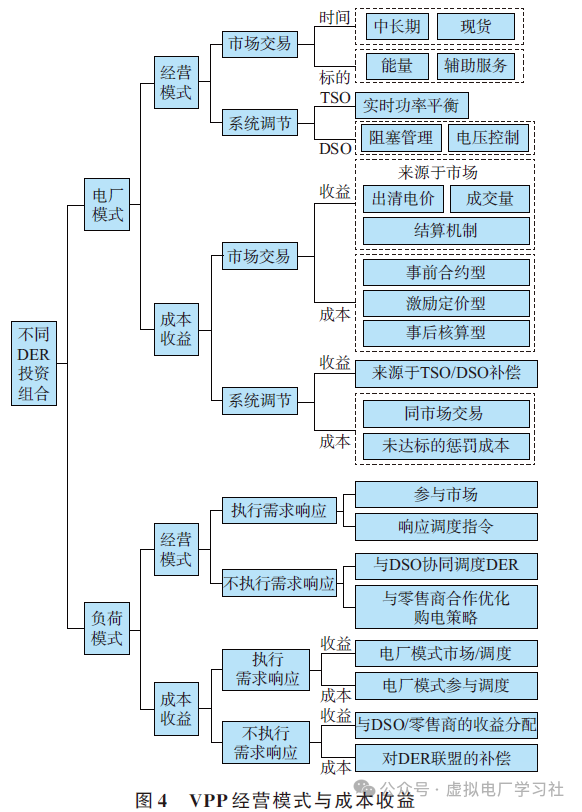 不同
DER
投资
组合
电厂
模式
经营
模式
市场交易
时间
中长期
现货
标的
能量
辅助服务
系统调节
TSO
实时功率平衡
DSO
阻塞管理
电压控制
成本
收益
市场交易
收益
来源于市场
出清电价
成交量
结算机制
成本
事前合约型
激励定价型
事后核算型
系统调节
收益
来源于TSO/DSO补偿
成本
同市场交易
未达标的惩罚成本
负荷
模式
经营
模式
执行需求响应
参与市场
响应调度指令
不执行需求响应
与DSO协同调度DER
与零售商合作优化
购电策略
成本
收益
执行
需求响应
收益
电厂模式市场/调度
成本
电厂模式参与调度
不执行
需求响应
收益
与DSO/零售商的收益分配
成本
对DER联盟的补偿
公众号·虚拟电厂学习社
图4 VPP经营模式与成本收益